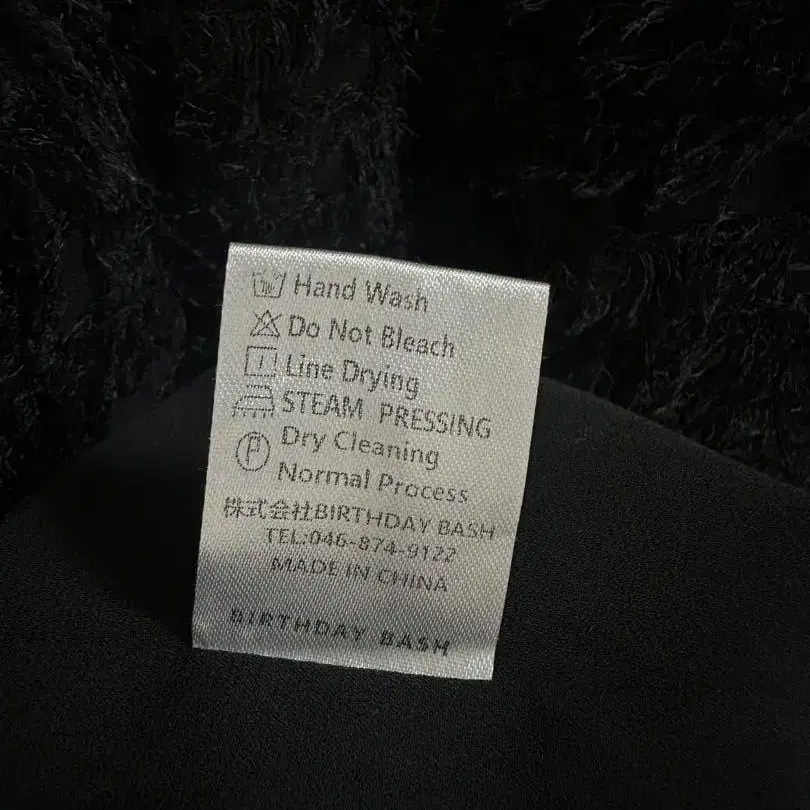 Hand Wash
Do Not Bleach
Line Drying
STEAM PRESSING
P Dry Cleaning
Normal Process
株式会社BIRTHDAY BASH
TEL:046-874-9122
MADE IN CHINA
BIRTHDAY BASH